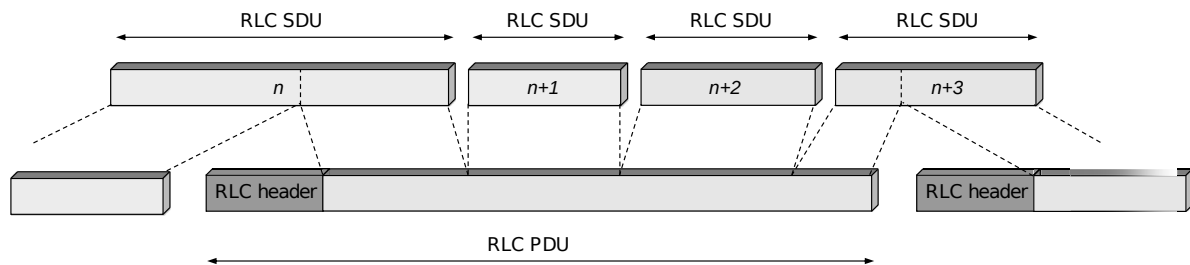 RLC SDU RLC SDU RLC SDU RLC SDU
n n+1 n+2 n+3
RLC header RLC header
RLC PDU